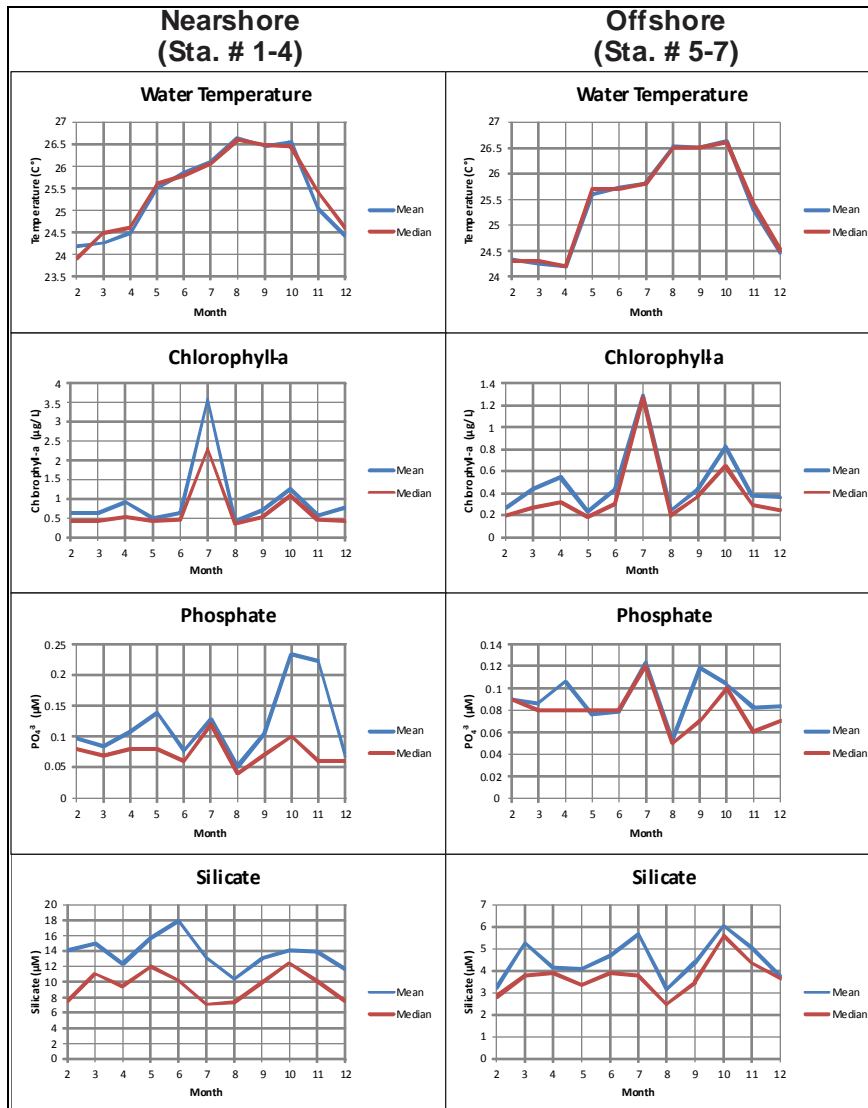 Nearshore
(Sta. # 1-4)
Offshore
(Sta. # 5-7)
Water Temperature
Temperature (C°)
27
26.5
26
25.5
25
24.5
24
23.5
2 3 4 5 6 7 8 9 10 11 12
Month
Mean
Median
Water Temperature
Temperature (C°)
27
26.5
26
25.5
25
24.5
24
2 3 4 5 6 7 8 9 10 11 12
Month
Mean
Median
Chlorophyll-a
Chlorophyl-a (µg/L)
4
3.5
3
2.5
2
1.5
1
0.5
0
2 3 4 5 6 7 8 9 10 11 12
Month
Mean
Median
Chlorophyll-a
Chlorophyl-a (µg/L)
1.4
1.2
1
0.8
0.6
0.4
0.2
0
2 3 4 5 6 7 8 9 10 11 12
Month
Mean
Median
Phosphate
PO₄³ (µM)
0.25
0.2
0.15
0.1
0.05
0
2 3 4 5 6 7 8 9 10 11 12
Month
Mean
Median
Phosphate
PO₄³ (µM)
0.14
0.12
0.1
0.08
0.06
0.04
0.02
0
2 3 4 5 6 7 8 9 10 11 12
Month
Mean
Median
Silicate
Silicate (µM)
20
18
16
14
12
10
8
6
4
2
0
2 3 4 5 6 7 8 9 10 11 12
Month
Mean
Median
Silicate
Silicate (µM)
7
6
5
4
3
2
1
0
2 3 4 5 6 7 8 9 10 11 12
Month
Mean
Median